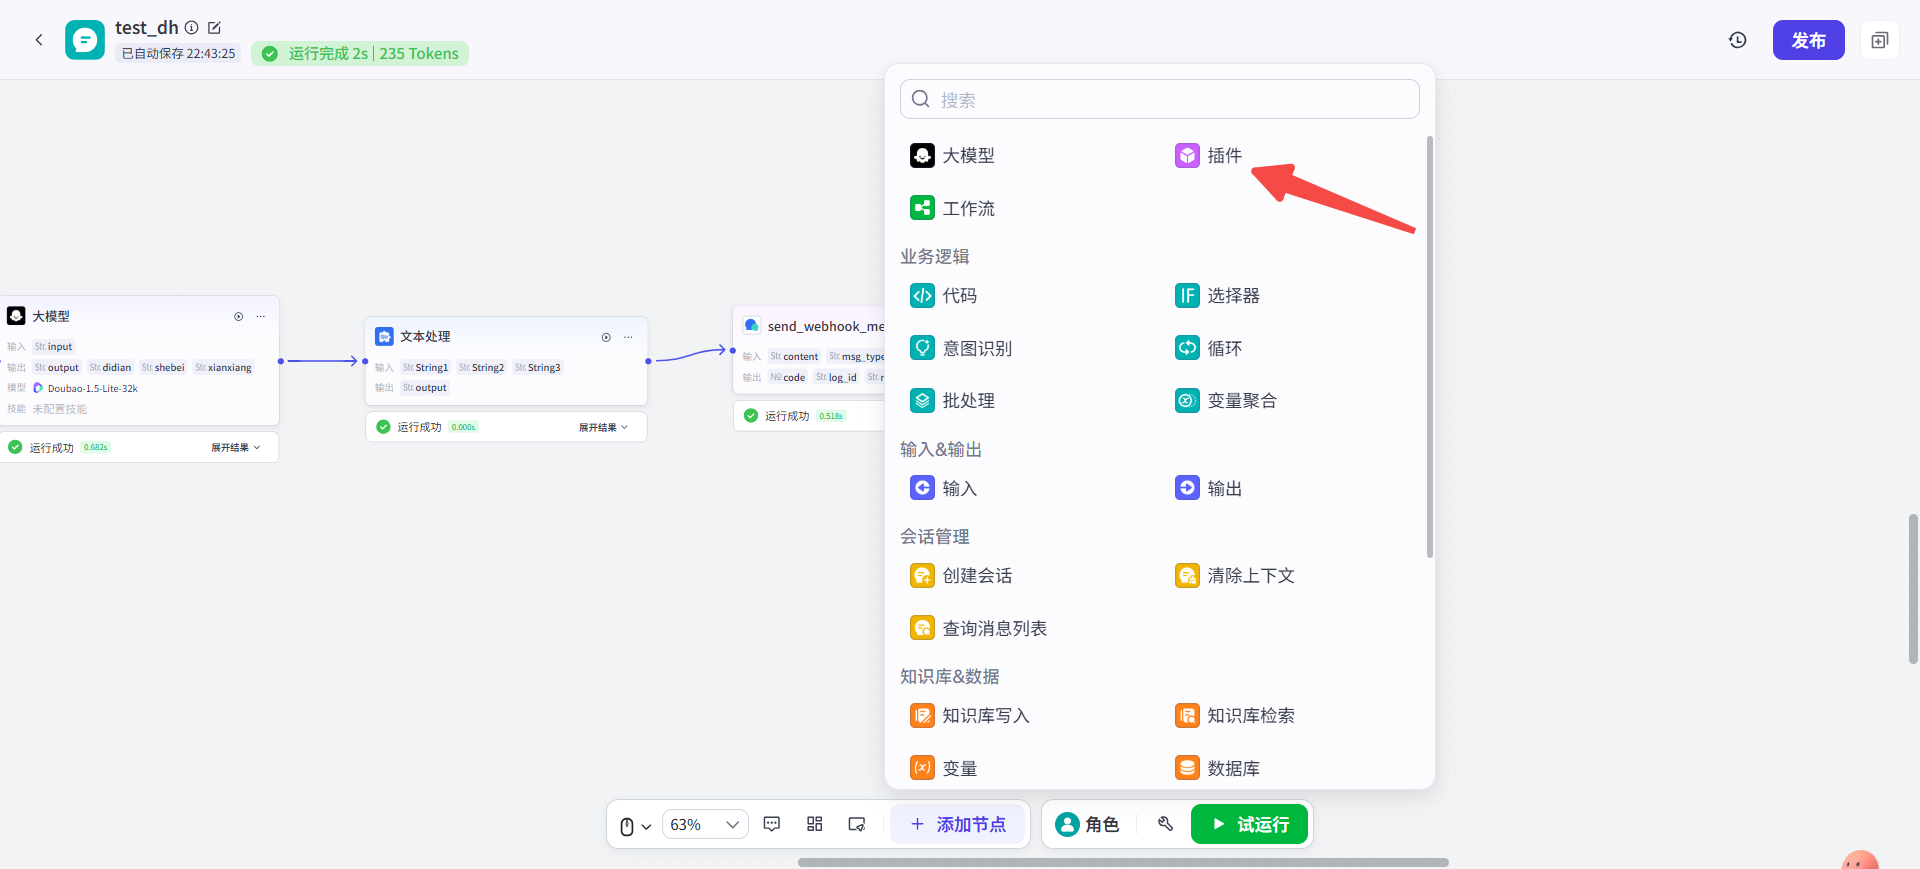 test_dh
已自动保存 22:43:25
运行完成 2s | 235 Tokens
发布
大模型
输入 Str. input
输出 Str. output Str. didian Str. shebei Str. xianxiang
模型 Doubao-1.5-Lite-32k
技能 未配置技能
运行成功 0.682s 展开结果
文本处理
输入 Str. String1 Str. String2 Str. String3
输出 Str. output
运行成功 0.000s 展开结果
send_webhook_me
输入 Str. content Str. msg_type
输出 № code Str. log_id Str.
运行成功 0.518s
搜索
大模型 插件
工作流
业务逻辑
代码 选择器
意图识别 循环
批处理 变量聚合
输入&输出
输入 输出
会话管理
创建会话 清除上下文
查询消息列表
知识库&数据
知识库写入 知识库检索
变量 数据库
63%
添加节点
角色
试运行